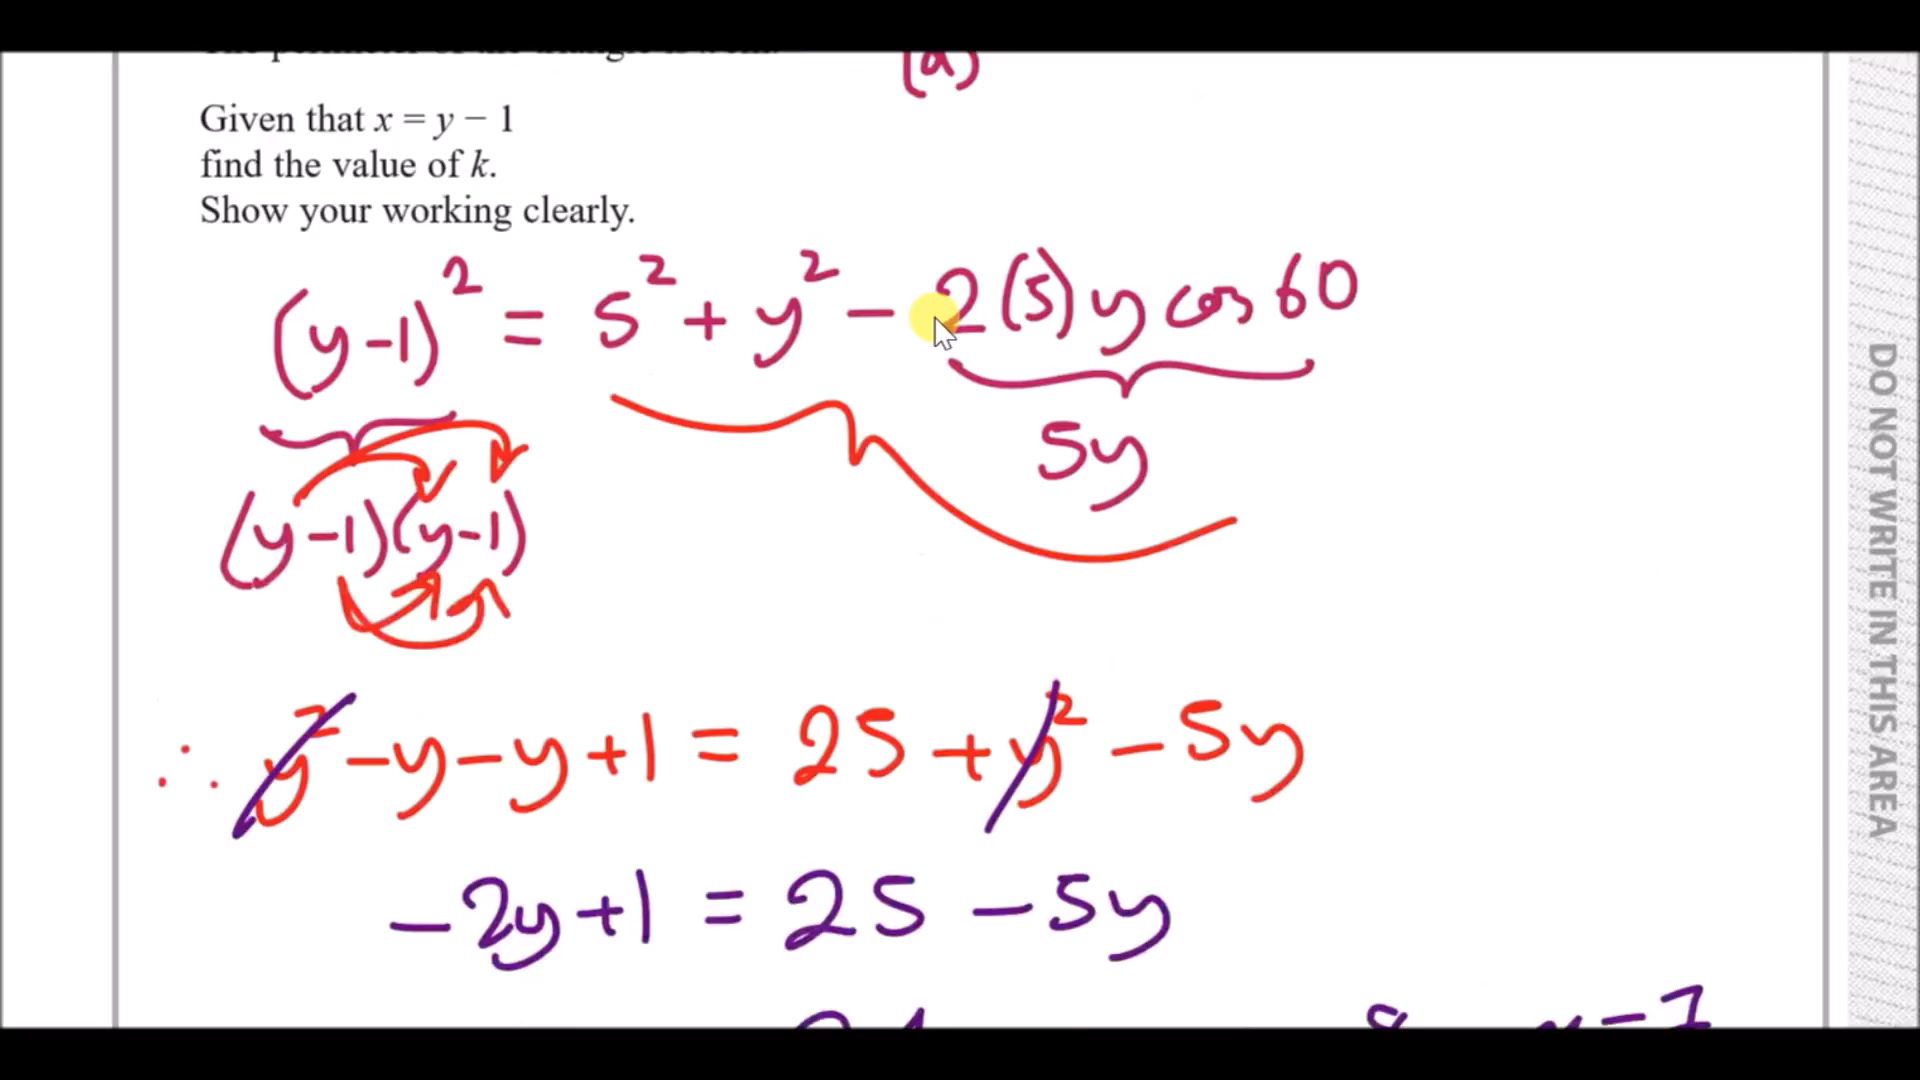 (a)
Given that x = y − 1
find the value of k.
Show your working clearly.
(y-1)² = 5² + y² - 2(5)y cos 60
5y
(y-1)(y-1)
∴ y² - y - y + 1 = 25 + y² - 5y
- 2y + 1 = 25 - 5y
DO NOT WRITE IN THIS AREA